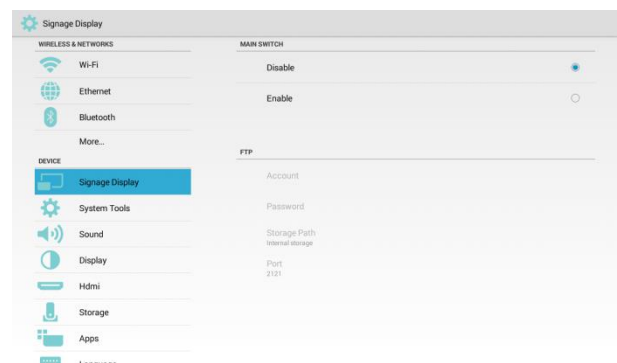 Signage Display
WIRELESS & NETWORKS
Wi-Fi
Ethernet
Bluetooth
More...
DEVICE
Signage Display
System Tools
Sound
Display
Hdmi
Storage
Apps
MAIN SWITCH
Disable
Enable
FTP
Account
Password
Storage Path
Internal storage
Port
2121